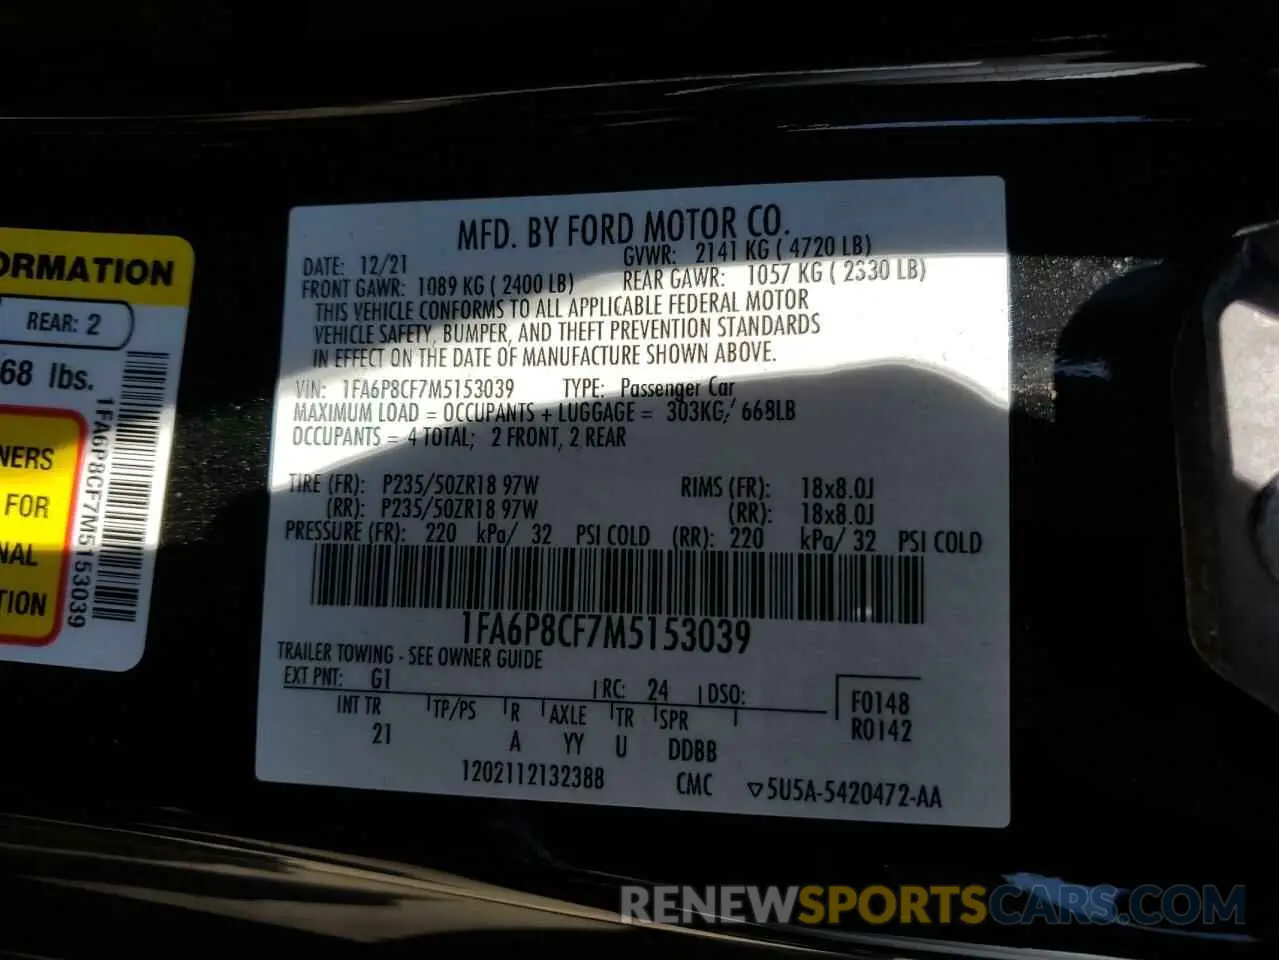 ORMATION
REAR: 2
68 lbs.
NERS
FOR
NAL
TION
1FA6P8CF7M5153039
MFD. BY FORD MOTOR CO.
DATE: 12/21 GVWR: 2141 KG ( 4720 LB)
FRONT GAWR: 1089 KG ( 2400 LB) REAR GAWR: 1057 KG ( 2330 LB)
THIS VEHICLE CONFORMS TO ALL APPLICABLE FEDERAL MOTOR
VEHICLE SAFETY, BUMPER, AND THEFT PREVENTION STANDARDS
IN EFFECT ON THE DATE OF MANUFACTURE SHOWN ABOVE.
VIN: 1FA6P8CF7M5153039 TYPE: Passenger Car
MAXIMUM LOAD = OCCUPANTS + LUGGAGE = 303KG/ 668LB
OCCUPANTS = 4 TOTAL; 2 FRONT, 2 REAR
TIRE (FR): P235/50ZR18 97W RIMS (FR): 18x8.0J
(RR): P235/50ZR18 97W (RR): 18x8.0J
PRESSURE (FR): 220 kPa/ 32 PSI COLD (RR): 220 kPa/ 32 PSI COLD
1FA6P8CF7M5153039
TRAILER TOWING - SEE OWNER GUIDE
EXT PNT: G1 RC: 24 DSO: F0148
INT TR TP/PS R AXLE TR SPR R0142
21 A YY U DDBB
1202112132388 CMC ▽5U5A-5420472-AA
RENEWSPORTSCARS.COM